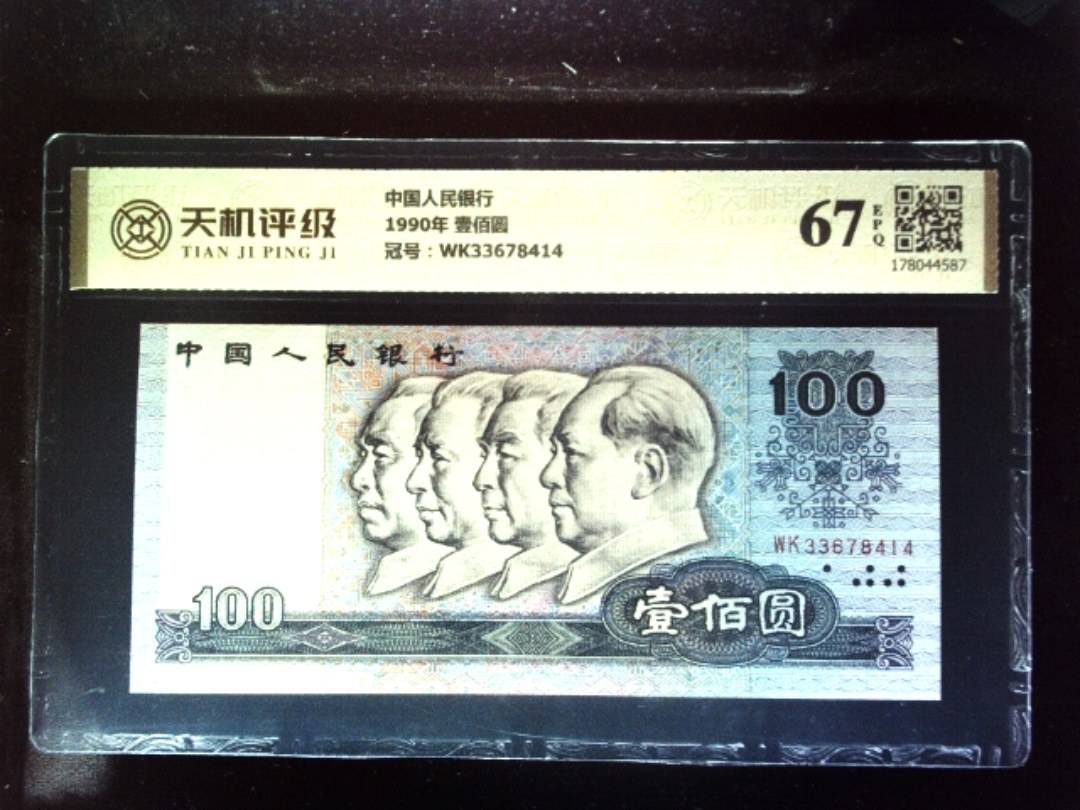 天机评级
TIAN JI PING JI
中国人民银行
1990年 壹佰圆
冠号：WK33678414
67
EPQ
178044587
中国人民银行
100
WK33678414
100
壹佰圆